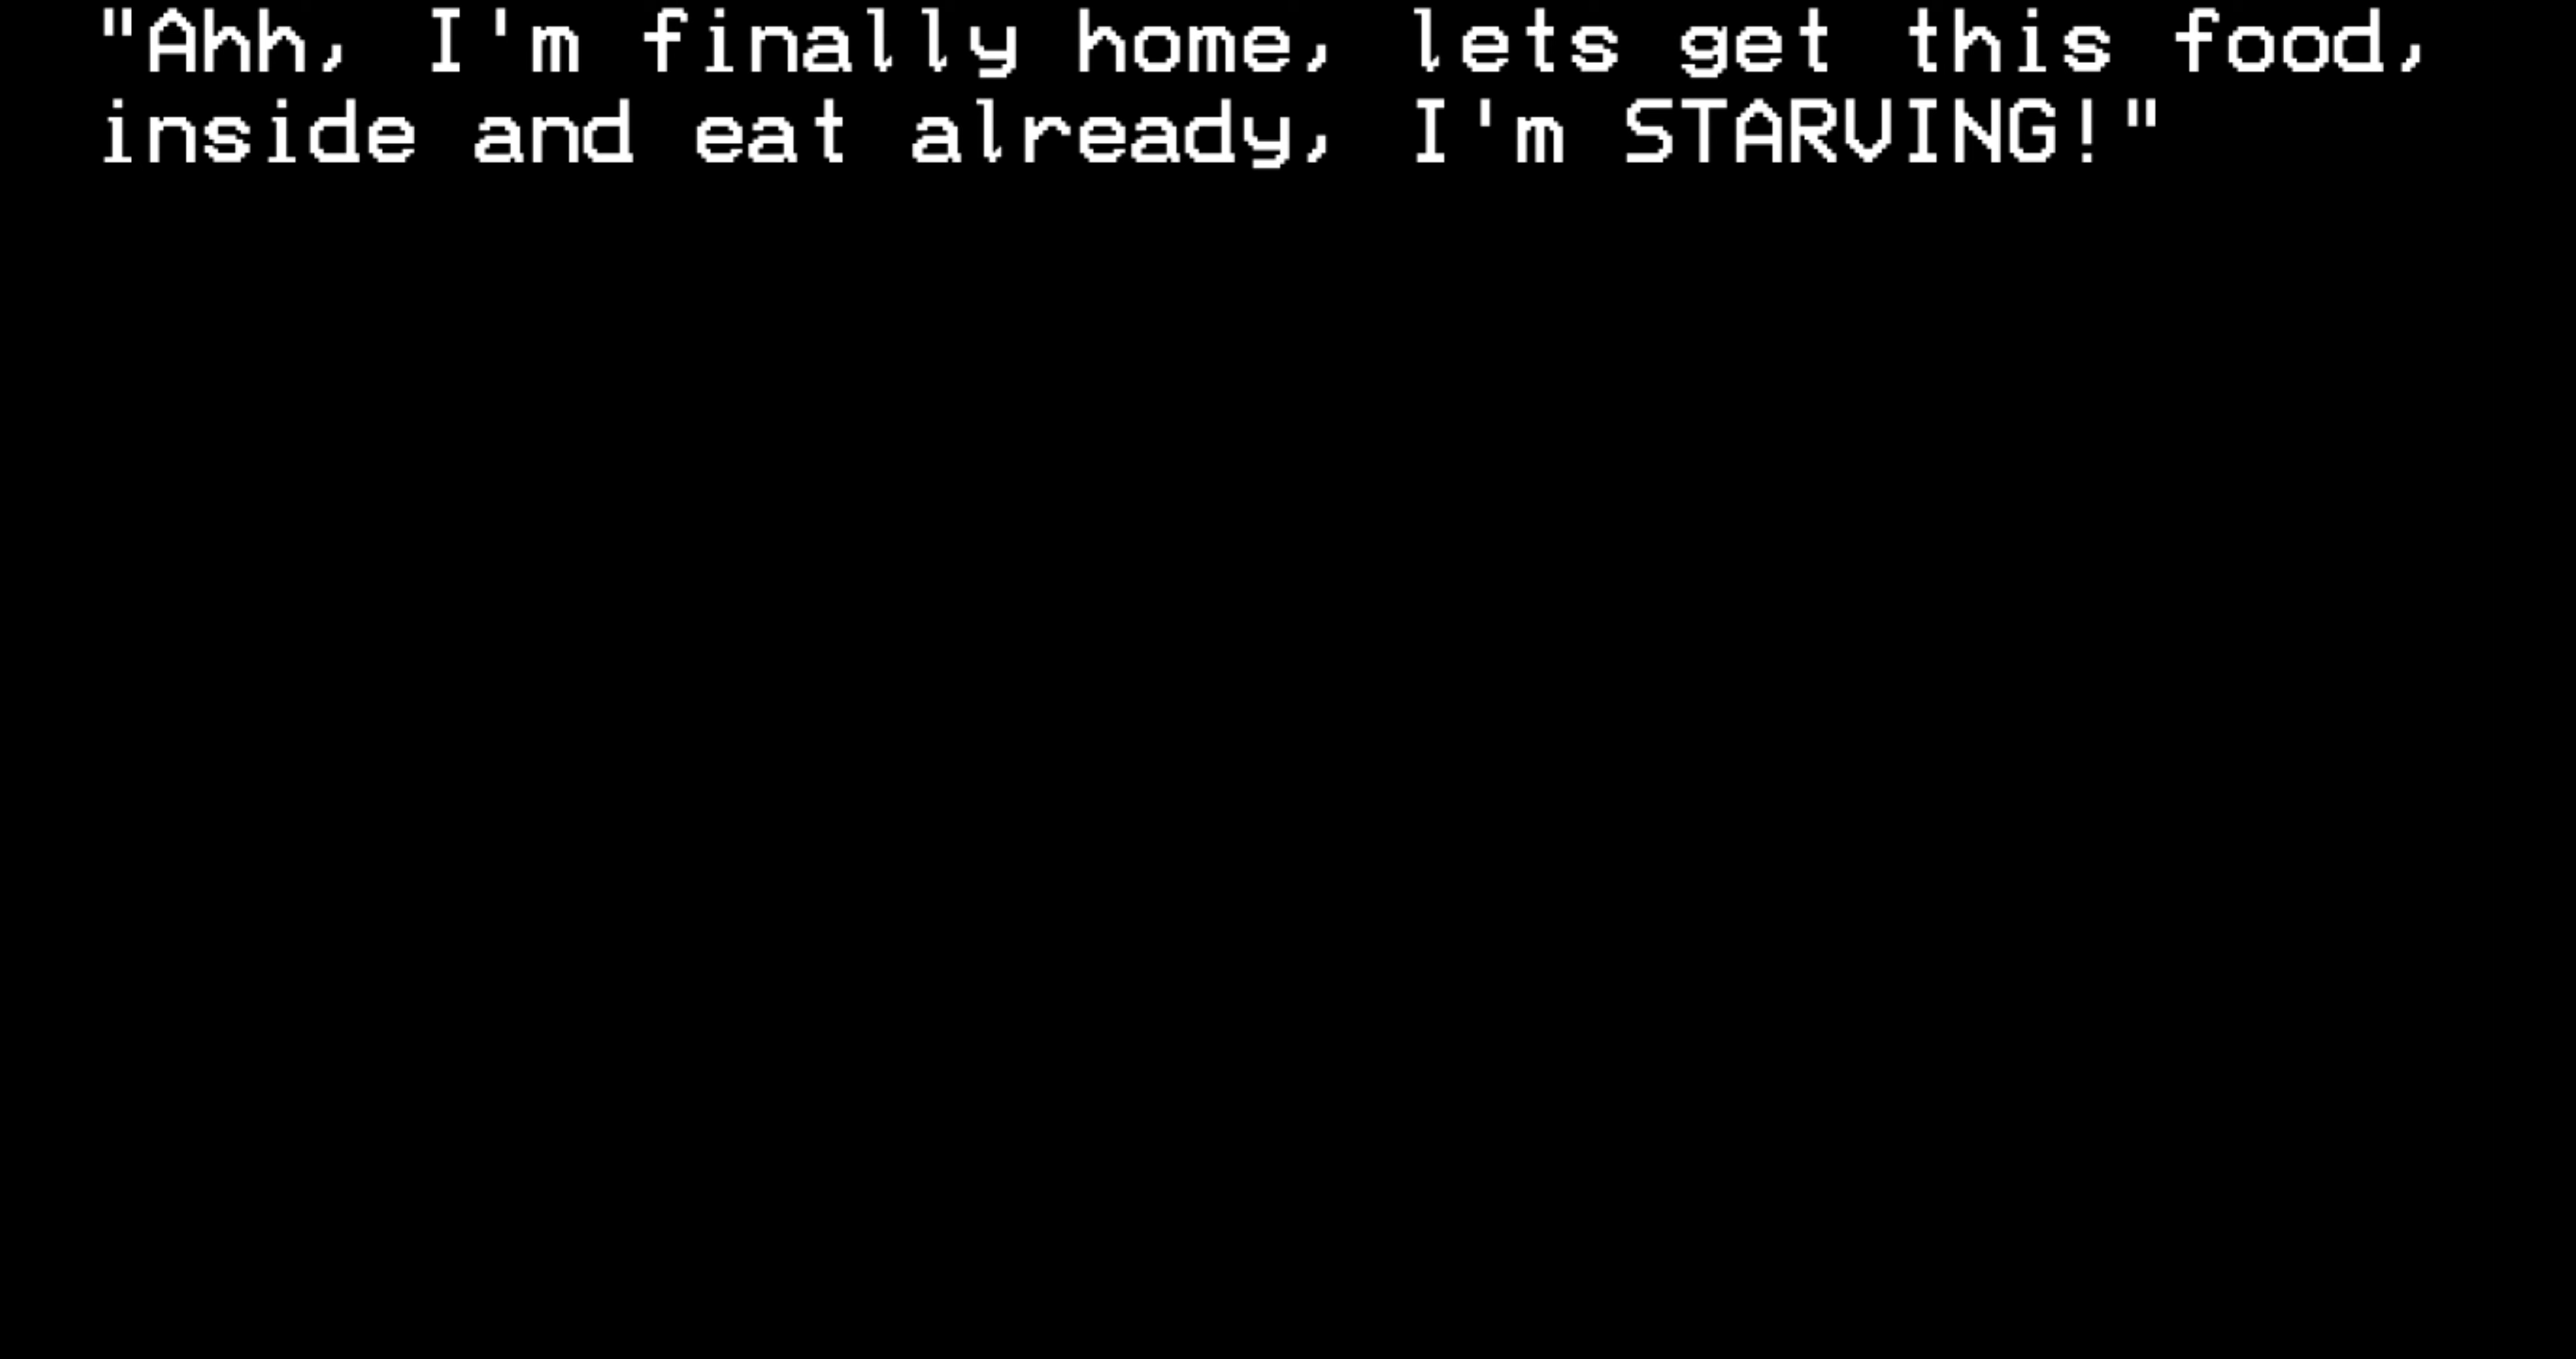 "Ahh, I'm finally home, lets get this food,
inside and eat already, I'm STARVING!"